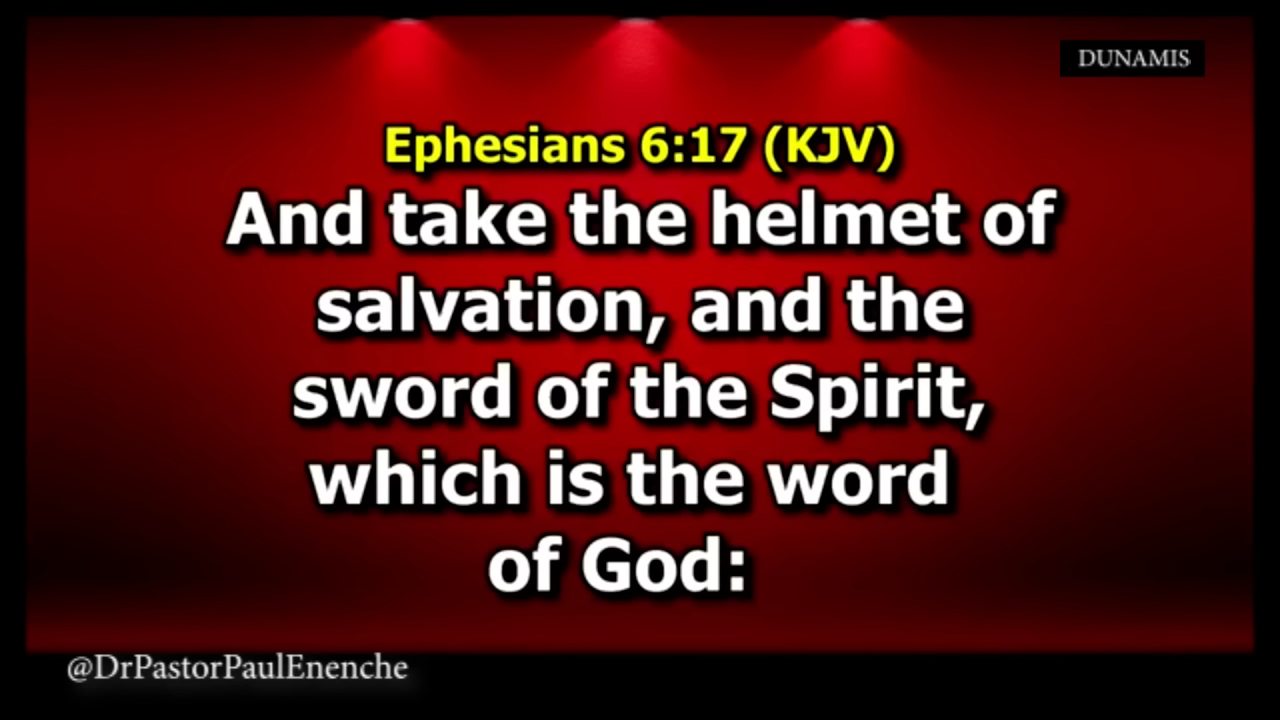 DUNAMIS
Ephesians 6:17 (KJV)
And take the helmet of
salvation, and the
sword of the Spirit,
which is the word
of God:
@DrPastorPaulEnenche